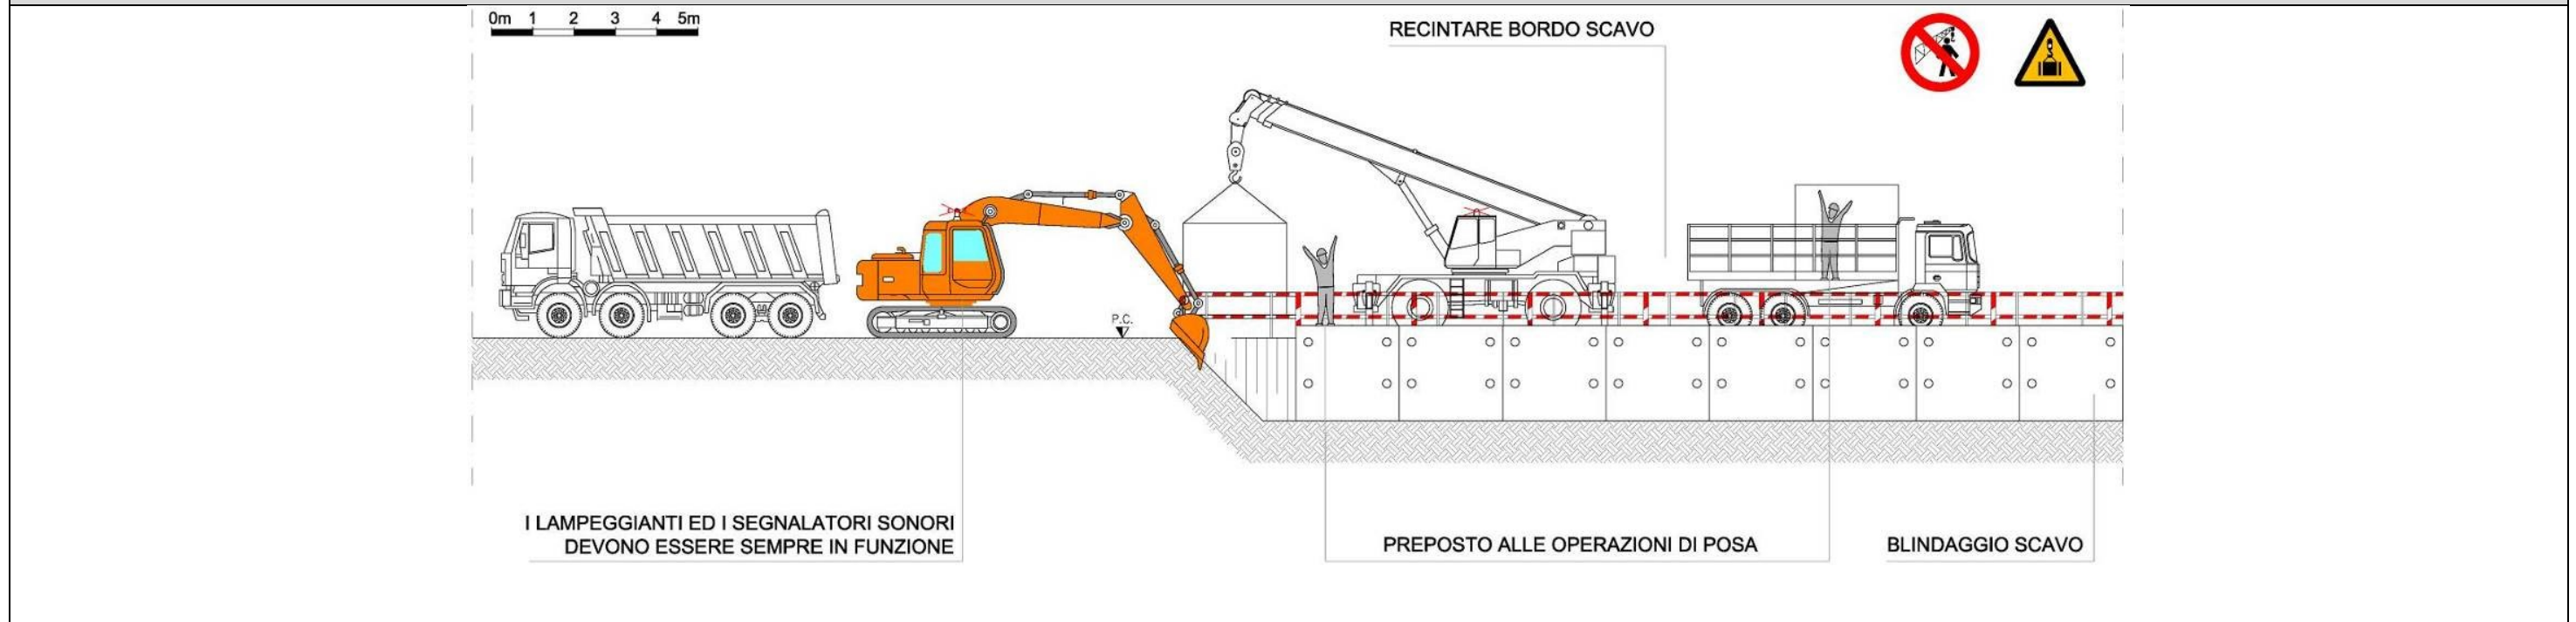 0m 1 2 3 4 5m
RECINTARE BORDO SCAVO
P.C.
I LAMPEGGIANTI ED I SEGNALATORI SONORI
DEVONO ESSERE SEMPRE IN FUNZIONE
PREPOSTO ALLE OPERAZIONI DI POSA
BLINDAGGIO SCAVO